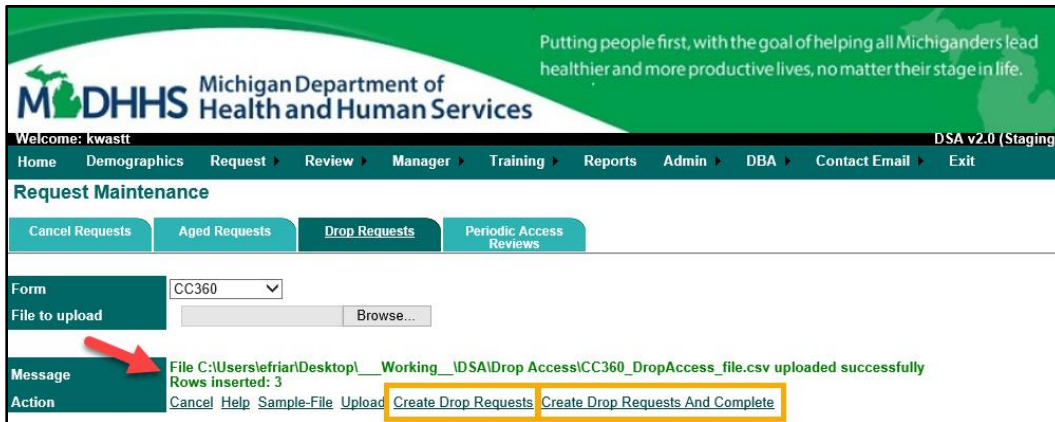 Putting people first, with the goal of helping all Michiganders lead
healthier and more productive lives, no matter their stage in life.
MDHHS Michigan Department of
Health and Human Services
Welcome: kwastt DSA v2.0 (Staging
Home Demographics Request Review Manager Training Reports Admin DBA Contact Email Exit
Request Maintenance
Cancel Requests Aged Requests Drop Requests Periodic Access
Reviews
Form CC360
File to upload Browse...
Message File C:\Users\efriar\Desktop\___Working__\DSA\Drop Access\CC360_DropAccess_file.csv uploaded successfully
Rows inserted: 3
Action Cancel Help Sample-File Upload Create Drop Requests Create Drop Requests And Complete